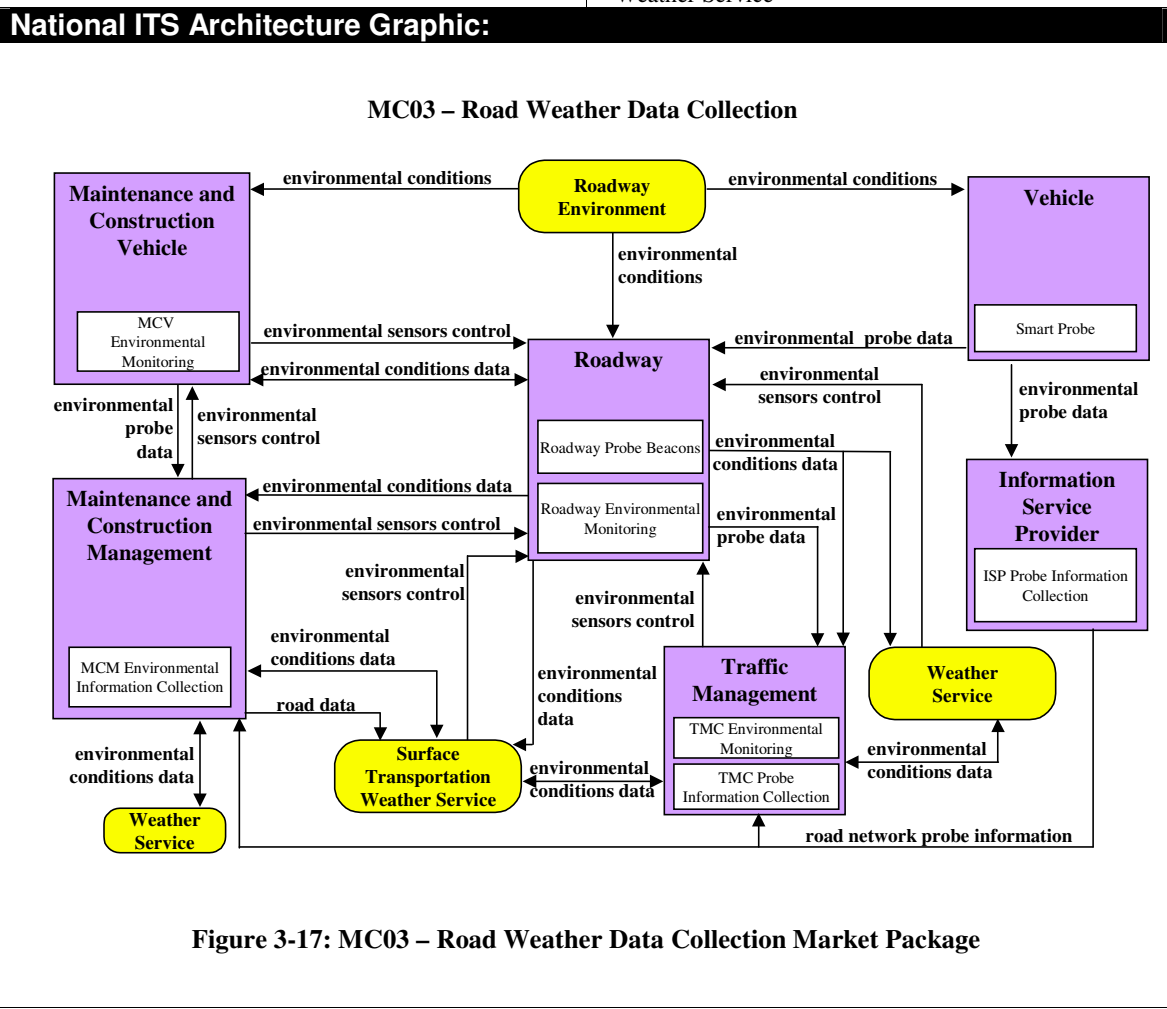 Weather Service
National ITS Architecture Graphic:
MC03 – Road Weather Data Collection
Maintenance and
Construction
Vehicle
MCV
Environmental
Monitoring
environmental conditions
Roadway
Environment
environmental conditions
Vehicle
Smart Probe
environmental
conditions
environmental sensors control
environmental conditions data
Roadway
Roadway Probe Beacons
Roadway Environmental
Monitoring
environmental probe data
environmental
sensors control
environmental
probe data
environmental
probe
data
environmental
sensors control
environmental
conditions data
environmental
probe data
Maintenance and
Construction
Management
MCM Environmental
Information Collection
environmental conditions data
environmental sensors control
Information
Service
Provider
ISP Probe Information
Collection
environmental
sensors control
environmental
sensors control
environmental
conditions data
road data
environmental
conditions
data
Traffic
Management
TMC Environmental
Monitoring
TMC Probe
Information Collection
Weather
Service
environmental
conditions data
Surface
Transportation
Weather Service
environmental
conditions data
environmental
conditions data
Weather
Service
road network probe information
Figure 3-17: MC03 – Road Weather Data Collection Market Package